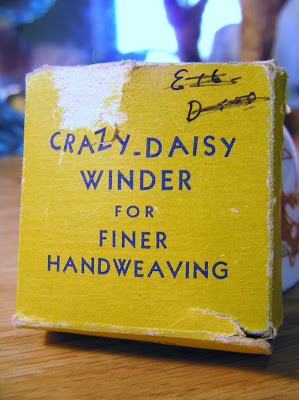 CRAZY-DAISY
WINDER
FOR
FINER
HANDWEAVING